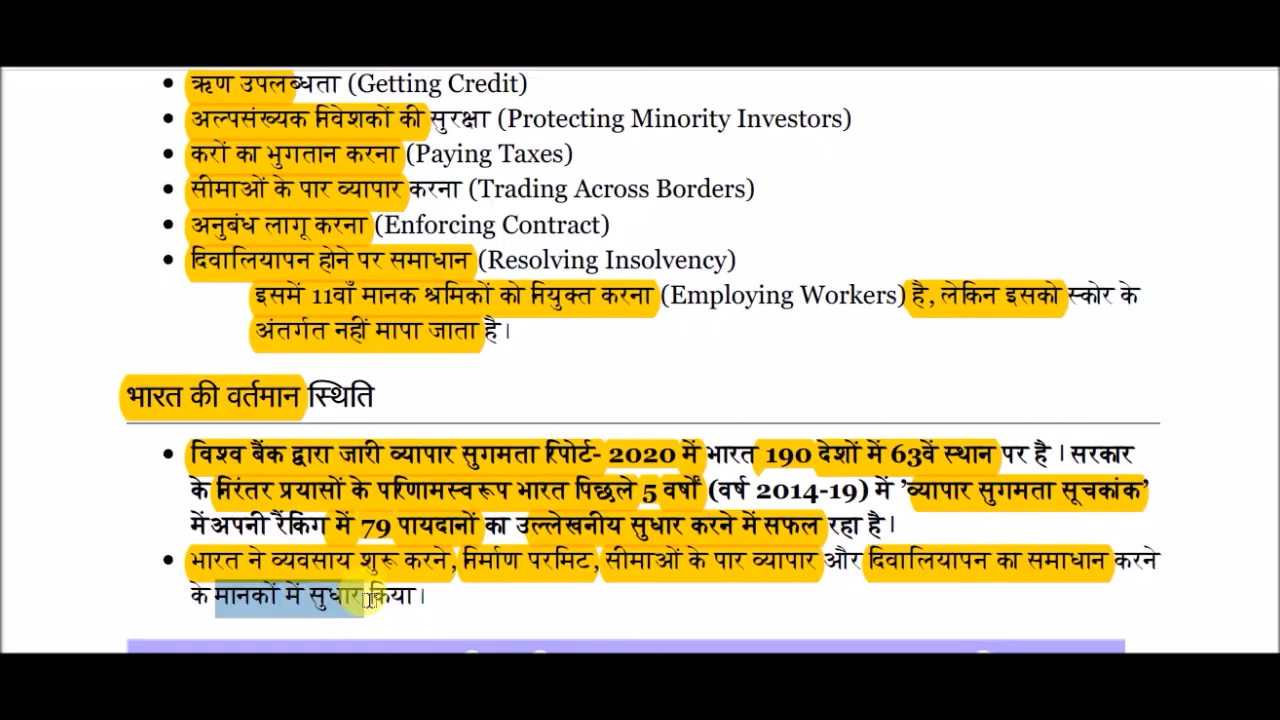 ऋण उपलब्धता (Getting Credit)
अल्पसंख्यक निवेशकों की सुरक्षा (Protecting Minority Investors)
करों का भुगतान करना (Paying Taxes)
सीमाओं के पार व्यापार करना (Trading Across Borders)
अनुबंध लागू करना (Enforcing Contract)
दिवालियापन होने पर समाधान (Resolving Insolvency)
इसमें 11वाँ मानक श्रमिकों को नियुक्त करना (Employing Workers) है, लेकिन इसको स्कोर के
अंतर्गत नहीं मापा जाता है।
भारत की वर्तमान स्थिति
विश्व बैंक द्वारा जारी व्यापार सुगमता रिपोर्ट- 2020 में भारत 190 देशों में 63वें स्थान पर है। सरकार
के निरंतर प्रयासों के परिणामस्वरूप भारत पिछले 5 वर्षों (वर्ष 2014-19) में ’व्यापार सुगमता सूचकांक’
में अपनी रैंकिंग में 79 पायदानों का उल्लेखनीय सुधार करने में सफल रहा है।
भारत ने व्यवसाय शुरू करने, निर्माण परमिट, सीमाओं के पार व्यापार और दिवालियापन का समाधान करने
के मानकों में सुधार किया।